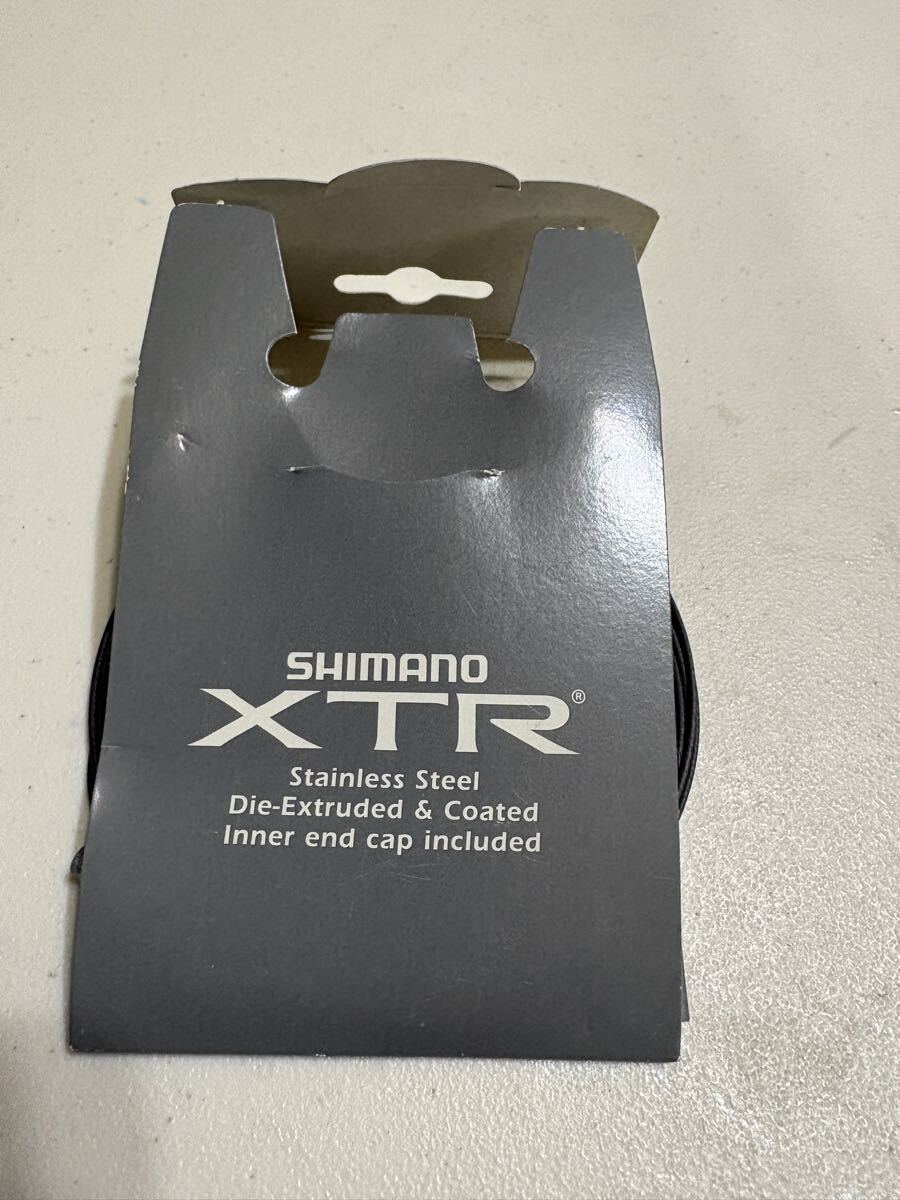 SHIMANO
XTR®
Stainless Steel
Die-Extruded & Coated
Inner end cap included